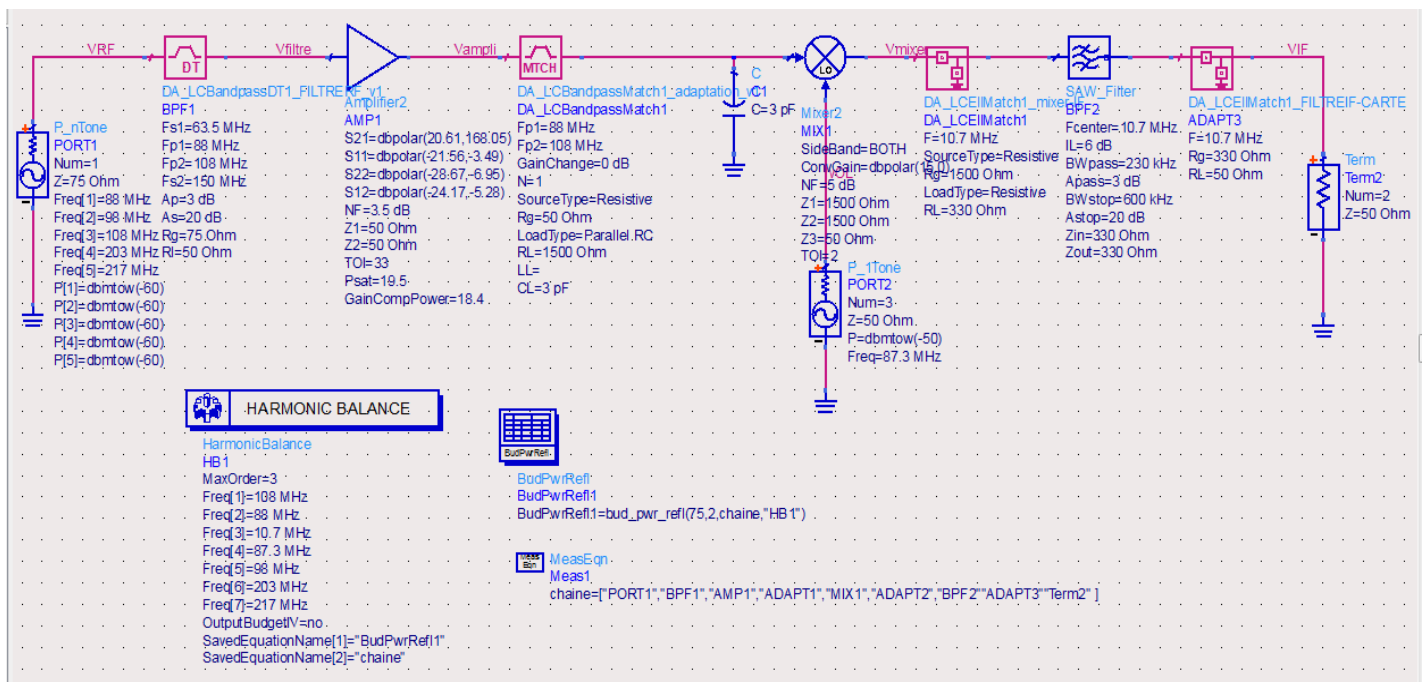 VRF
Vfiltre
Vampli
Vmixer
VIF
DT
MTCH
LO
P_nTone
PORT1
Num=1
Z=75 Ohm
Freq[1]=88 MHz
Freq[2]=98 MHz
Freq[3]=108 MHz
Freq[4]=203 MHz
Freq[5]=217 MHz
P[1]=dbmtow(-60)
P[2]=dbmtow(-60)
P[3]=dbmtow(-60)
P[4]=dbmtow(-60)
P[5]=dbmtow(-60)
DA_LCBandpassDT1_FILTRERF_v1
BPF1
Fs1=63.5 MHz
Fp1=88 MHz
Fp2=108 MHz
Fs2=150 MHz
Ap=3 dB
As=20 dB
Rg=75 Ohm
Rl=50 Ohm
Amplifier2
AMP1
S21=dbpolar(20.61,168.05)
S11=dbpolar(-21.56,-3.49)
S22=dbpolar(-28.67,-6.95)
S12=dbpolar(-24.17,-5.28)
NF=3.5 dB
Z1=50 Ohm
Z2=50 Ohm
TOI=33
Psat=19.5
GainCompPower=18.4
DA_LCBandpassMatch1_adaptation_v1
DA_LCBandpassMatch1
Fp1=88 MHz
Fp2=108 MHz
GainChange=0 dB
N=1
SourceType=Resistive
Rg=50 Ohm
LoadType=Parallel RC
RL=1500 Ohm
LL=
CL=3 pF
C
C1
C=3 pF
Mixer2
MIX1
SideBand=BOTH
ConvGain=dbpolar(15,0)
NF=5 dB
Z1=1500 Ohm
Z2=1500 Ohm
Z3=50 Ohm
TOI=2
VOL
P_1Tone
PORT2
Num=3
Z=50 Ohm
P=dbmtow(-50)
Freq=87.3 MHz
DA_LCEllMatch1
F=10.7 MHz
SourceType=Resistive
Rg=1500 Ohm
LoadType=Resistive
RL=330 Ohm
SAW_Filter
BPF2
Fcenter=10.7 MHz
IL=6 dB
BWpass=230 kHz
Apass=3 dB
BWstop=600 kHz
Astop=20 dB
Zin=330 Ohm
Zout=330 Ohm
DA_LCEllMatch1_FILTREIF-CARTE
ADAPT3
F=10.7 MHz
Rg=330 Ohm
RL=50 Ohm
Term
Term2
Num=2
Z=50 Ohm
HARMONIC BALANCE
HarmonicBalance
HB1
MaxOrder=3
Freq[1]=108 MHz
Freq[2]=88 MHz
Freq[3]=10.7 MHz
Freq[4]=87.3 MHz
Freq[5]=98 MHz
Freq[6]=203 MHz
Freq[7]=217 MHz
OutputBudgetIV=no
SavedEquationName[1]="BudPwrRefl1"
SavedEquationName[2]="chaine"
BudPwrRefl
BudPwrRefl
BudPwrRefl1
BudPwrRefl1=bud_pwr_refl(75,2,chaine,"HB1")
Meas
Eqn
MeasEqn
Meas1
chaine=["PORT1","BPF1","AMP1","ADAPT1","MIX1","ADAPT2","BPF2""ADAPT3""Term2" ]